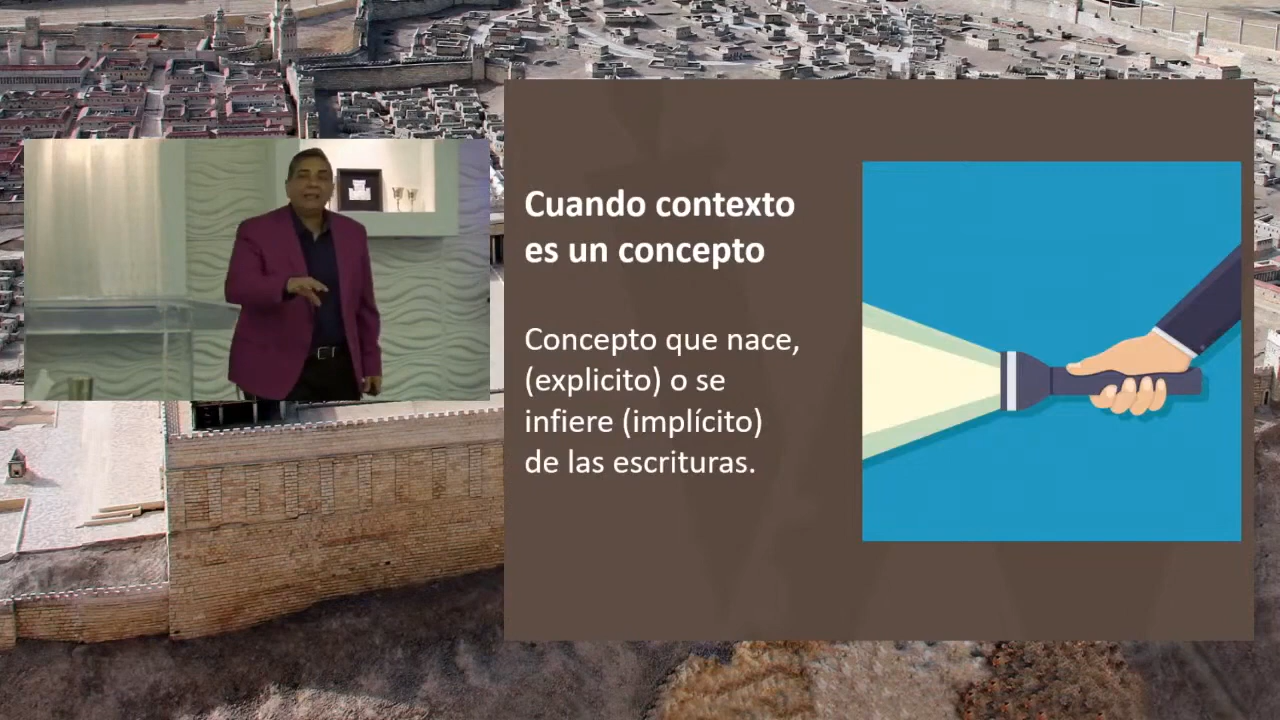 Cuando contexto
es un concepto
Concepto que nace,
(explicito) o se
infiere (implícito)
de las escrituras.